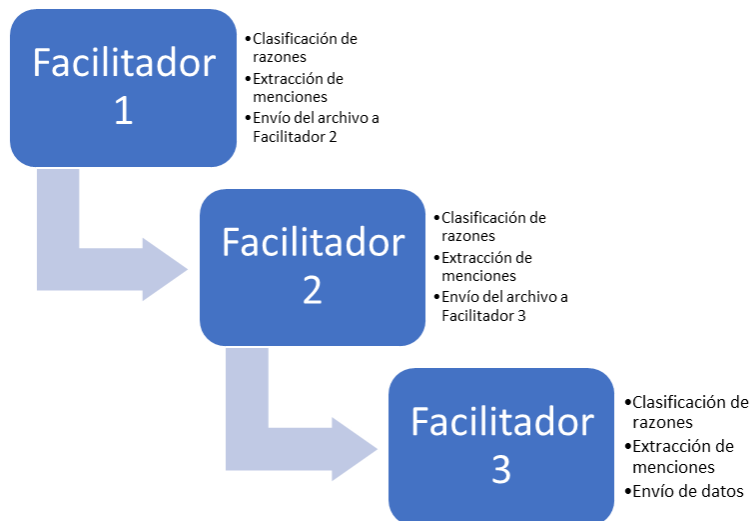 Facilitador
1
•Clasificación de
razones
•Extracción de
menciones
•Envío del archivo a
Facilitador 2
Facilitador
2
•Clasificación de
razones
•Extracción de
menciones
•Envío del archivo a
Facilitador 3
Facilitador
3
•Clasificación de
razones
•Extracción de
menciones
•Envío de datos